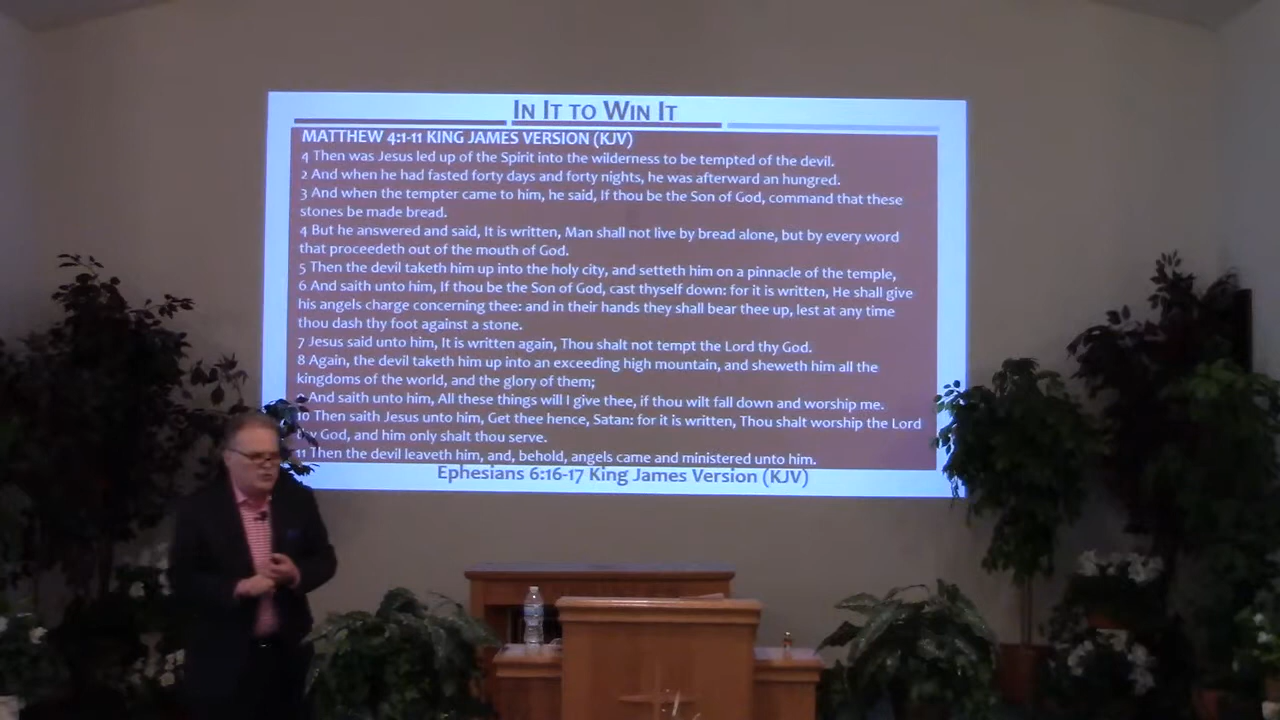 IN IT TO WIN IT
MATTHEW 4:1-11 KING JAMES VERSION (KJV)
4 Then was Jesus led up of the Spirit into the wilderness to be tempted of the devil.
2 And when he had fasted forty days and forty nights, he was afterward an hungred.
3 And when the tempter came to him, he said, If thou be the Son of God, command that these
stones be made bread.
4 But he answered and said, It is written, Man shall not live by bread alone, but by every word
that proceedeth out of the mouth of God.
5 Then the devil taketh him up into the holy city, and setteth him on a pinnacle of the temple,
6 And saith unto him, If thou be the Son of God, cast thyself down: for it is written, He shall give
his angels charge concerning thee: and in their hands they shall bear thee up, lest at any time
thou dash thy foot against a stone.
7 Jesus said unto him, It is written again, Thou shalt not tempt the Lord thy God.
8 Again, the devil taketh him up into an exceeding high mountain, and sheweth him all the
kingdoms of the world, and the glory of them;
And saith unto him, All these things will I give thee, if thou wilt fall down and worship me.
10 Then saith Jesus unto him, Get thee hence, Satan: for it is written, Thou shalt worship the Lord
God, and him only shalt thou serve.
11 Then the devil leaveth him, and, behold, angels came and ministered unto him.
Ephesians 6:16-17 King James Version (KJV)